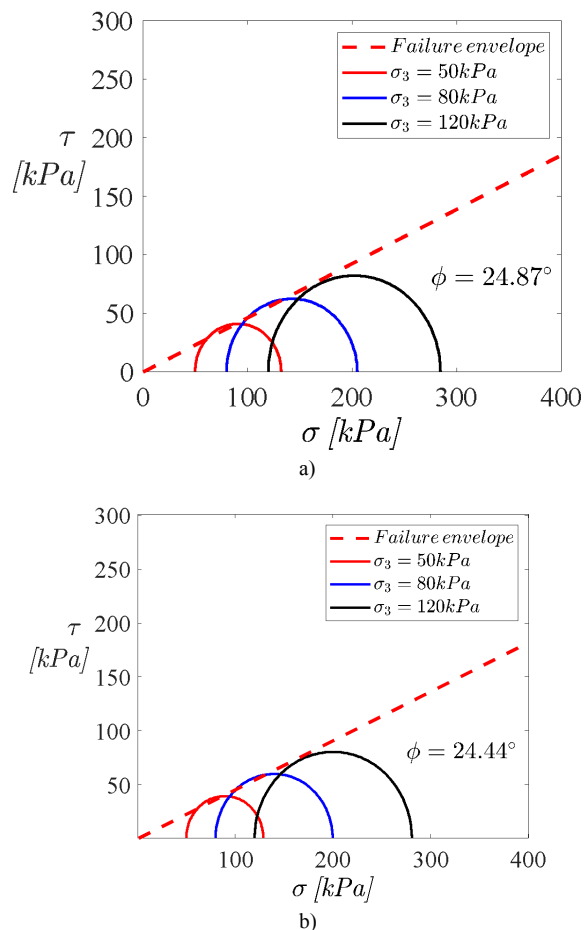 300
250
200
150
100
50
0
τ
[kPa]
Failure envelope
σ₃ = 50kPa
σ₃ = 80kPa
σ₃ = 120kPa
ϕ = 24.87°
0 100 200 300 400
σ [kPa]
a)
300
250
200
150
100
50
τ
[kPa]
Failure envelope
σ₃ = 50kPa
σ₃ = 80kPa
σ₃ = 120kPa
ϕ = 24.44°
100 200 300 400
σ [kPa]
b)